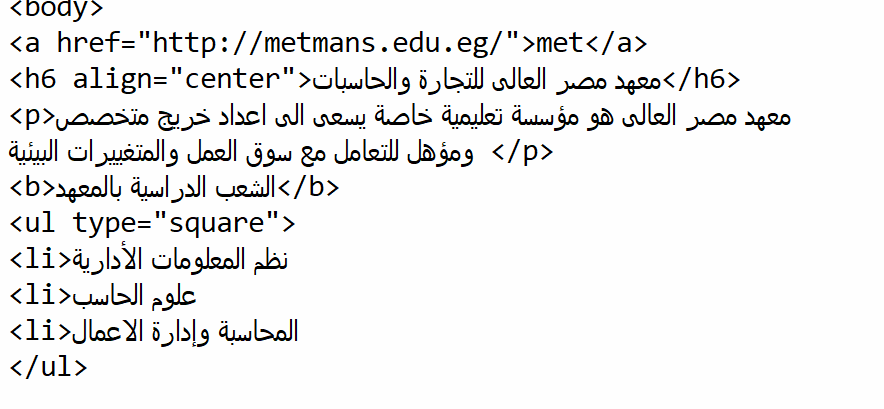 <body>
<a href="http://metmans.edu.eg/">met</a>
<h6 align="center">معهد مصر العالى للتجارة والحاسبات</h6>
<p>معهد مصر العالى هو مؤسسة تعليمية خاصة يسعى الى اعداد خريج متخصص
ومؤهل للتعامل مع سوق العمل والمتغييرات البيئية </p>
<b>الشعب الدراسية بالمعهد</b>
<ul type="square">
<li>نظم المعلومات الأدارية
<li>علوم الحاسب
<li>المحاسبة وإدارة الاعمال
</ul>